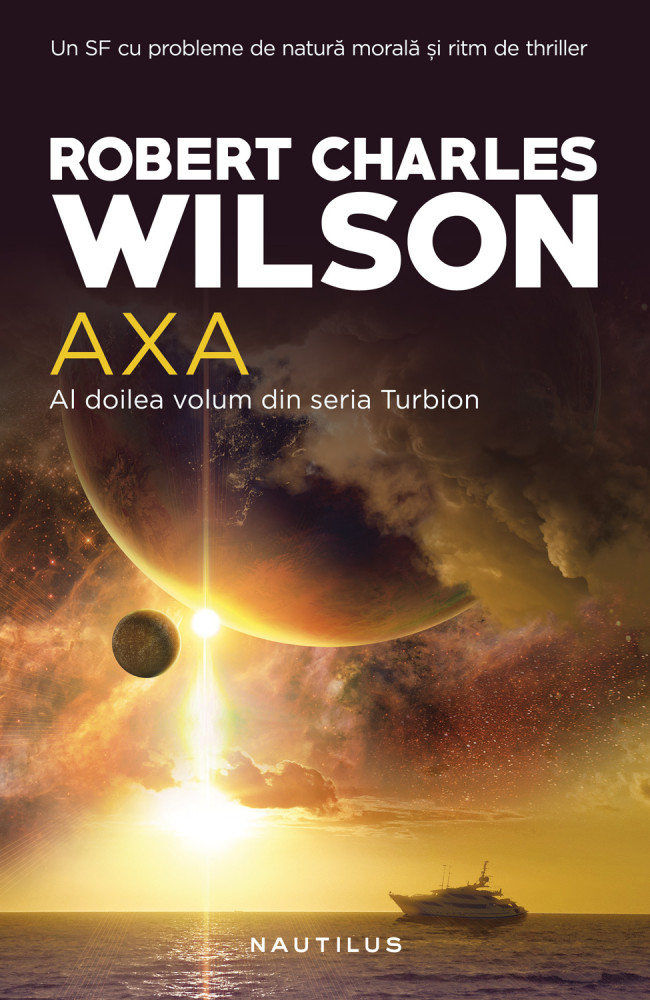 Un SF cu probleme de natură morală și ritm de thriller
ROBERT CHARLES
WILSON
AXA
Al doilea volum din seria Turbion
NAUTILUS